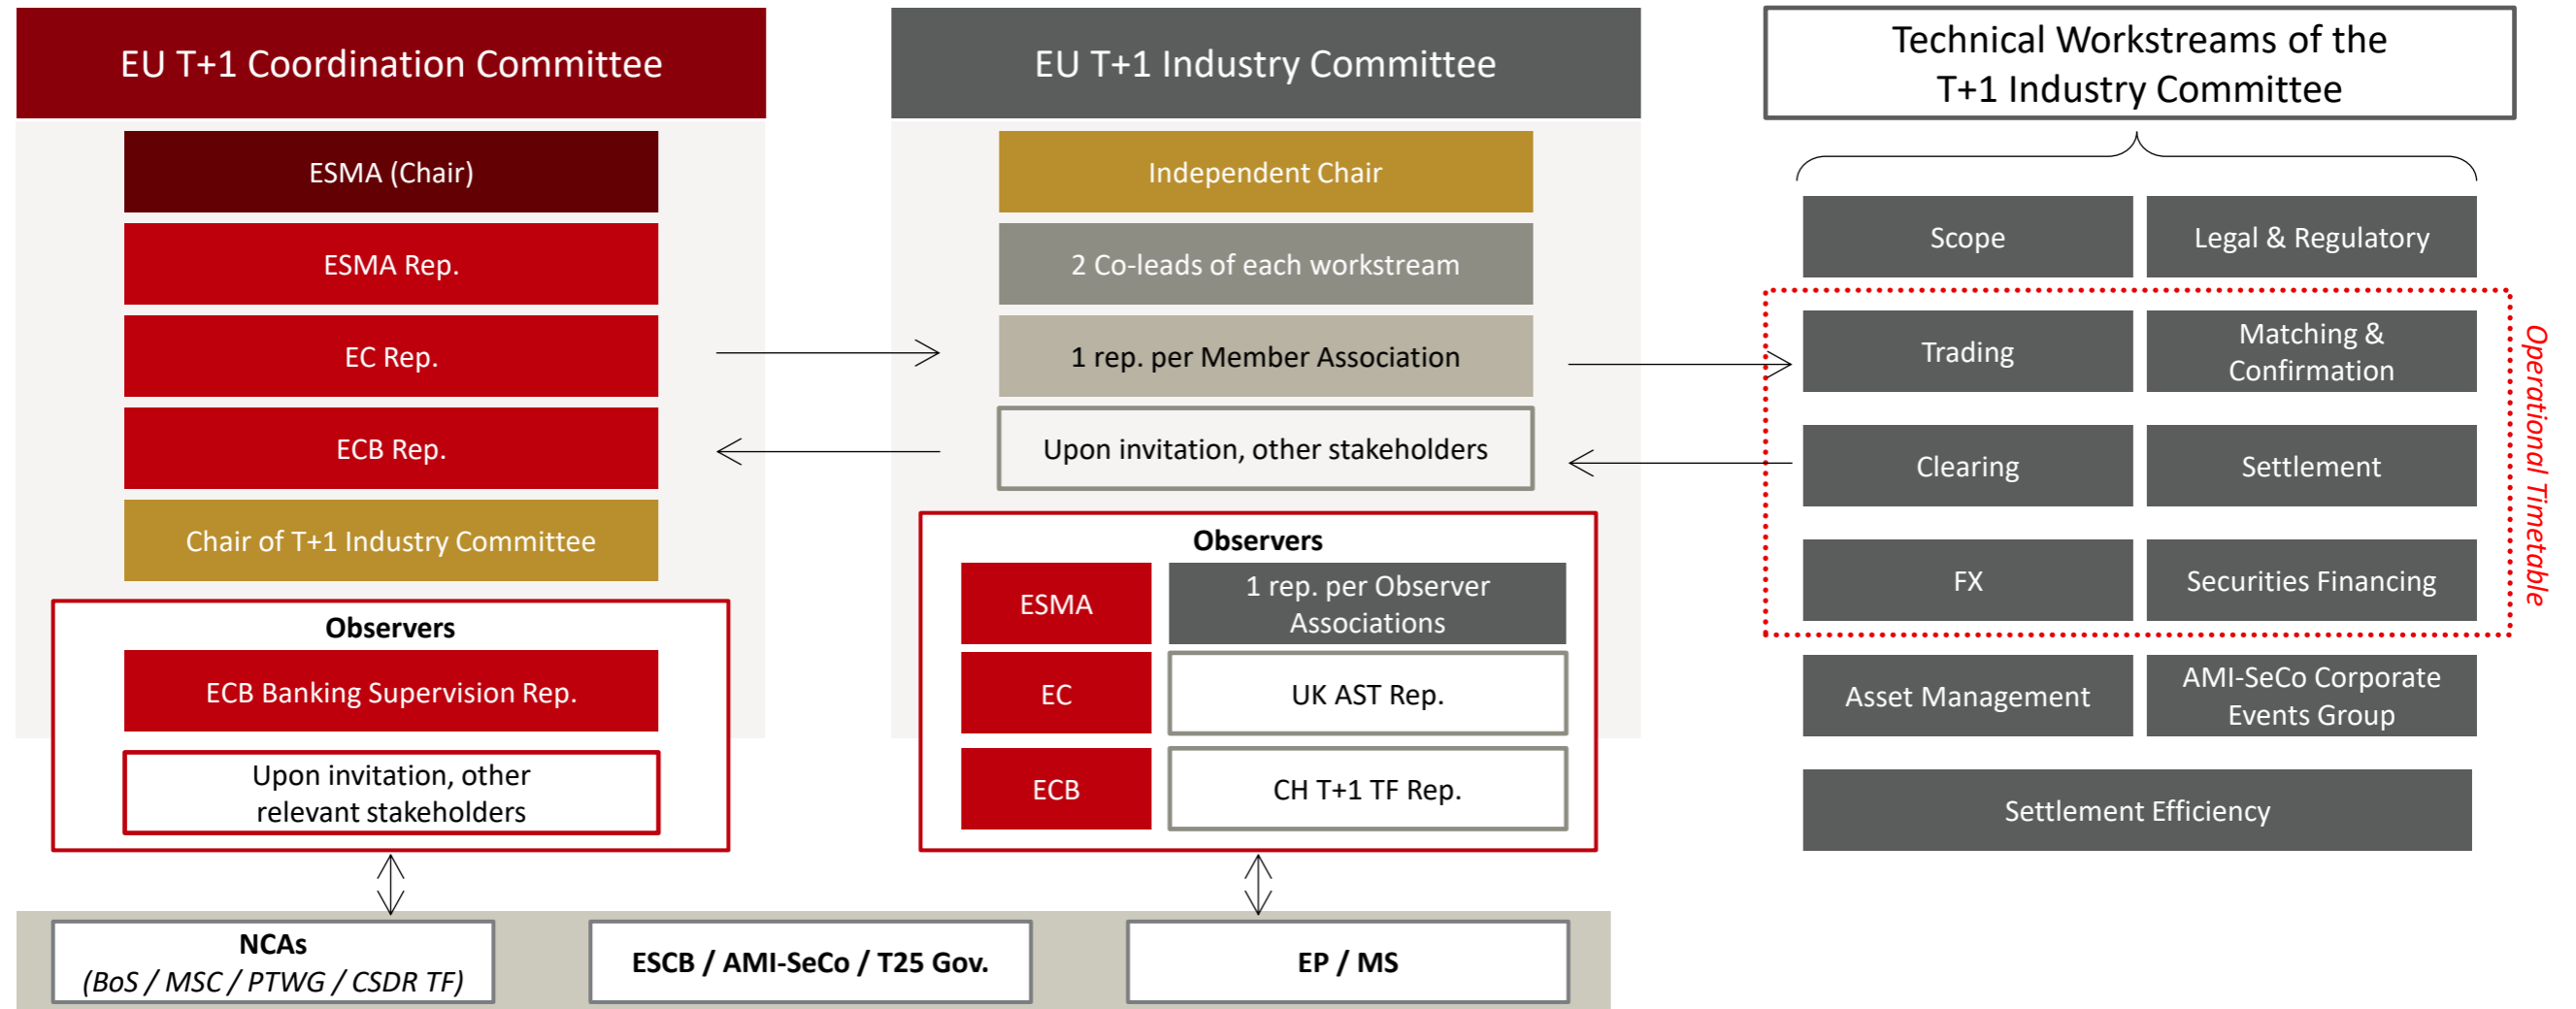 EU T+1 Coordination Committee
ESMA (Chair)
ESMA Rep.
EC Rep.
ECB Rep.
Chair of T+1 Industry Committee
Observers
ECB Banking Supervision Rep.
Upon invitation, other
relevant stakeholders
EU T+1 Industry Committee
Independent Chair
2 Co-leads of each workstream
1 rep. per Member Association
Upon invitation, other stakeholders
Observers
ESMA
1 rep. per Observer
Associations
EC
UK AST Rep.
ECB
CH T+1 TF Rep.
Technical Workstreams of the
T+1 Industry Committee
Scope
Legal & Regulatory
Trading
Matching &
Confirmation
Clearing
Settlement
FX
Securities Financing
Operational Timetable
Asset Management
AMI-SeCo Corporate
Events Group
Settlement Efficiency
NCAs
(BoS / MSC / PTWG / CSDR TF)
ESCB / AMI-SeCo / T25 Gov.
EP / MS